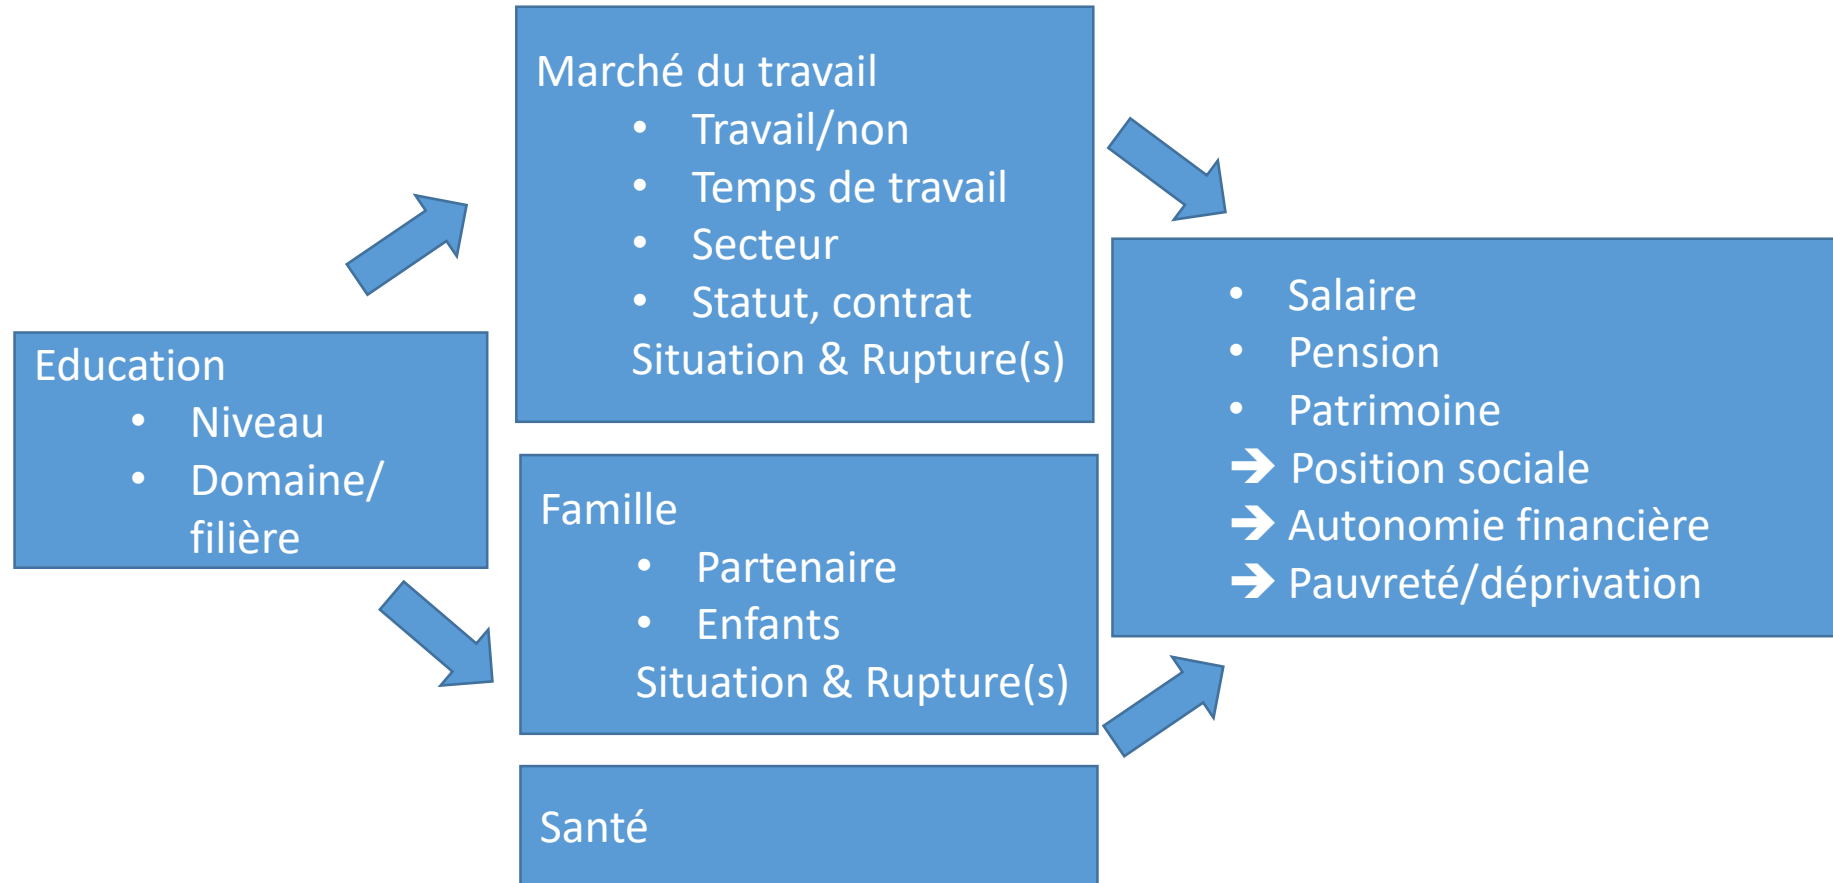 Marché du travail
• Travail/non
• Temps de travail
• Secteur
• Statut, contrat
Situation & Rupture(s)
Education
• Niveau
• Domaine/
filière
Famille
• Partenaire
• Enfants
Situation & Rupture(s)
Santé
• Salaire
• Pension
• Patrimoine
➔ Position sociale
➔ Autonomie financière
➔ Pauvreté/déprivation